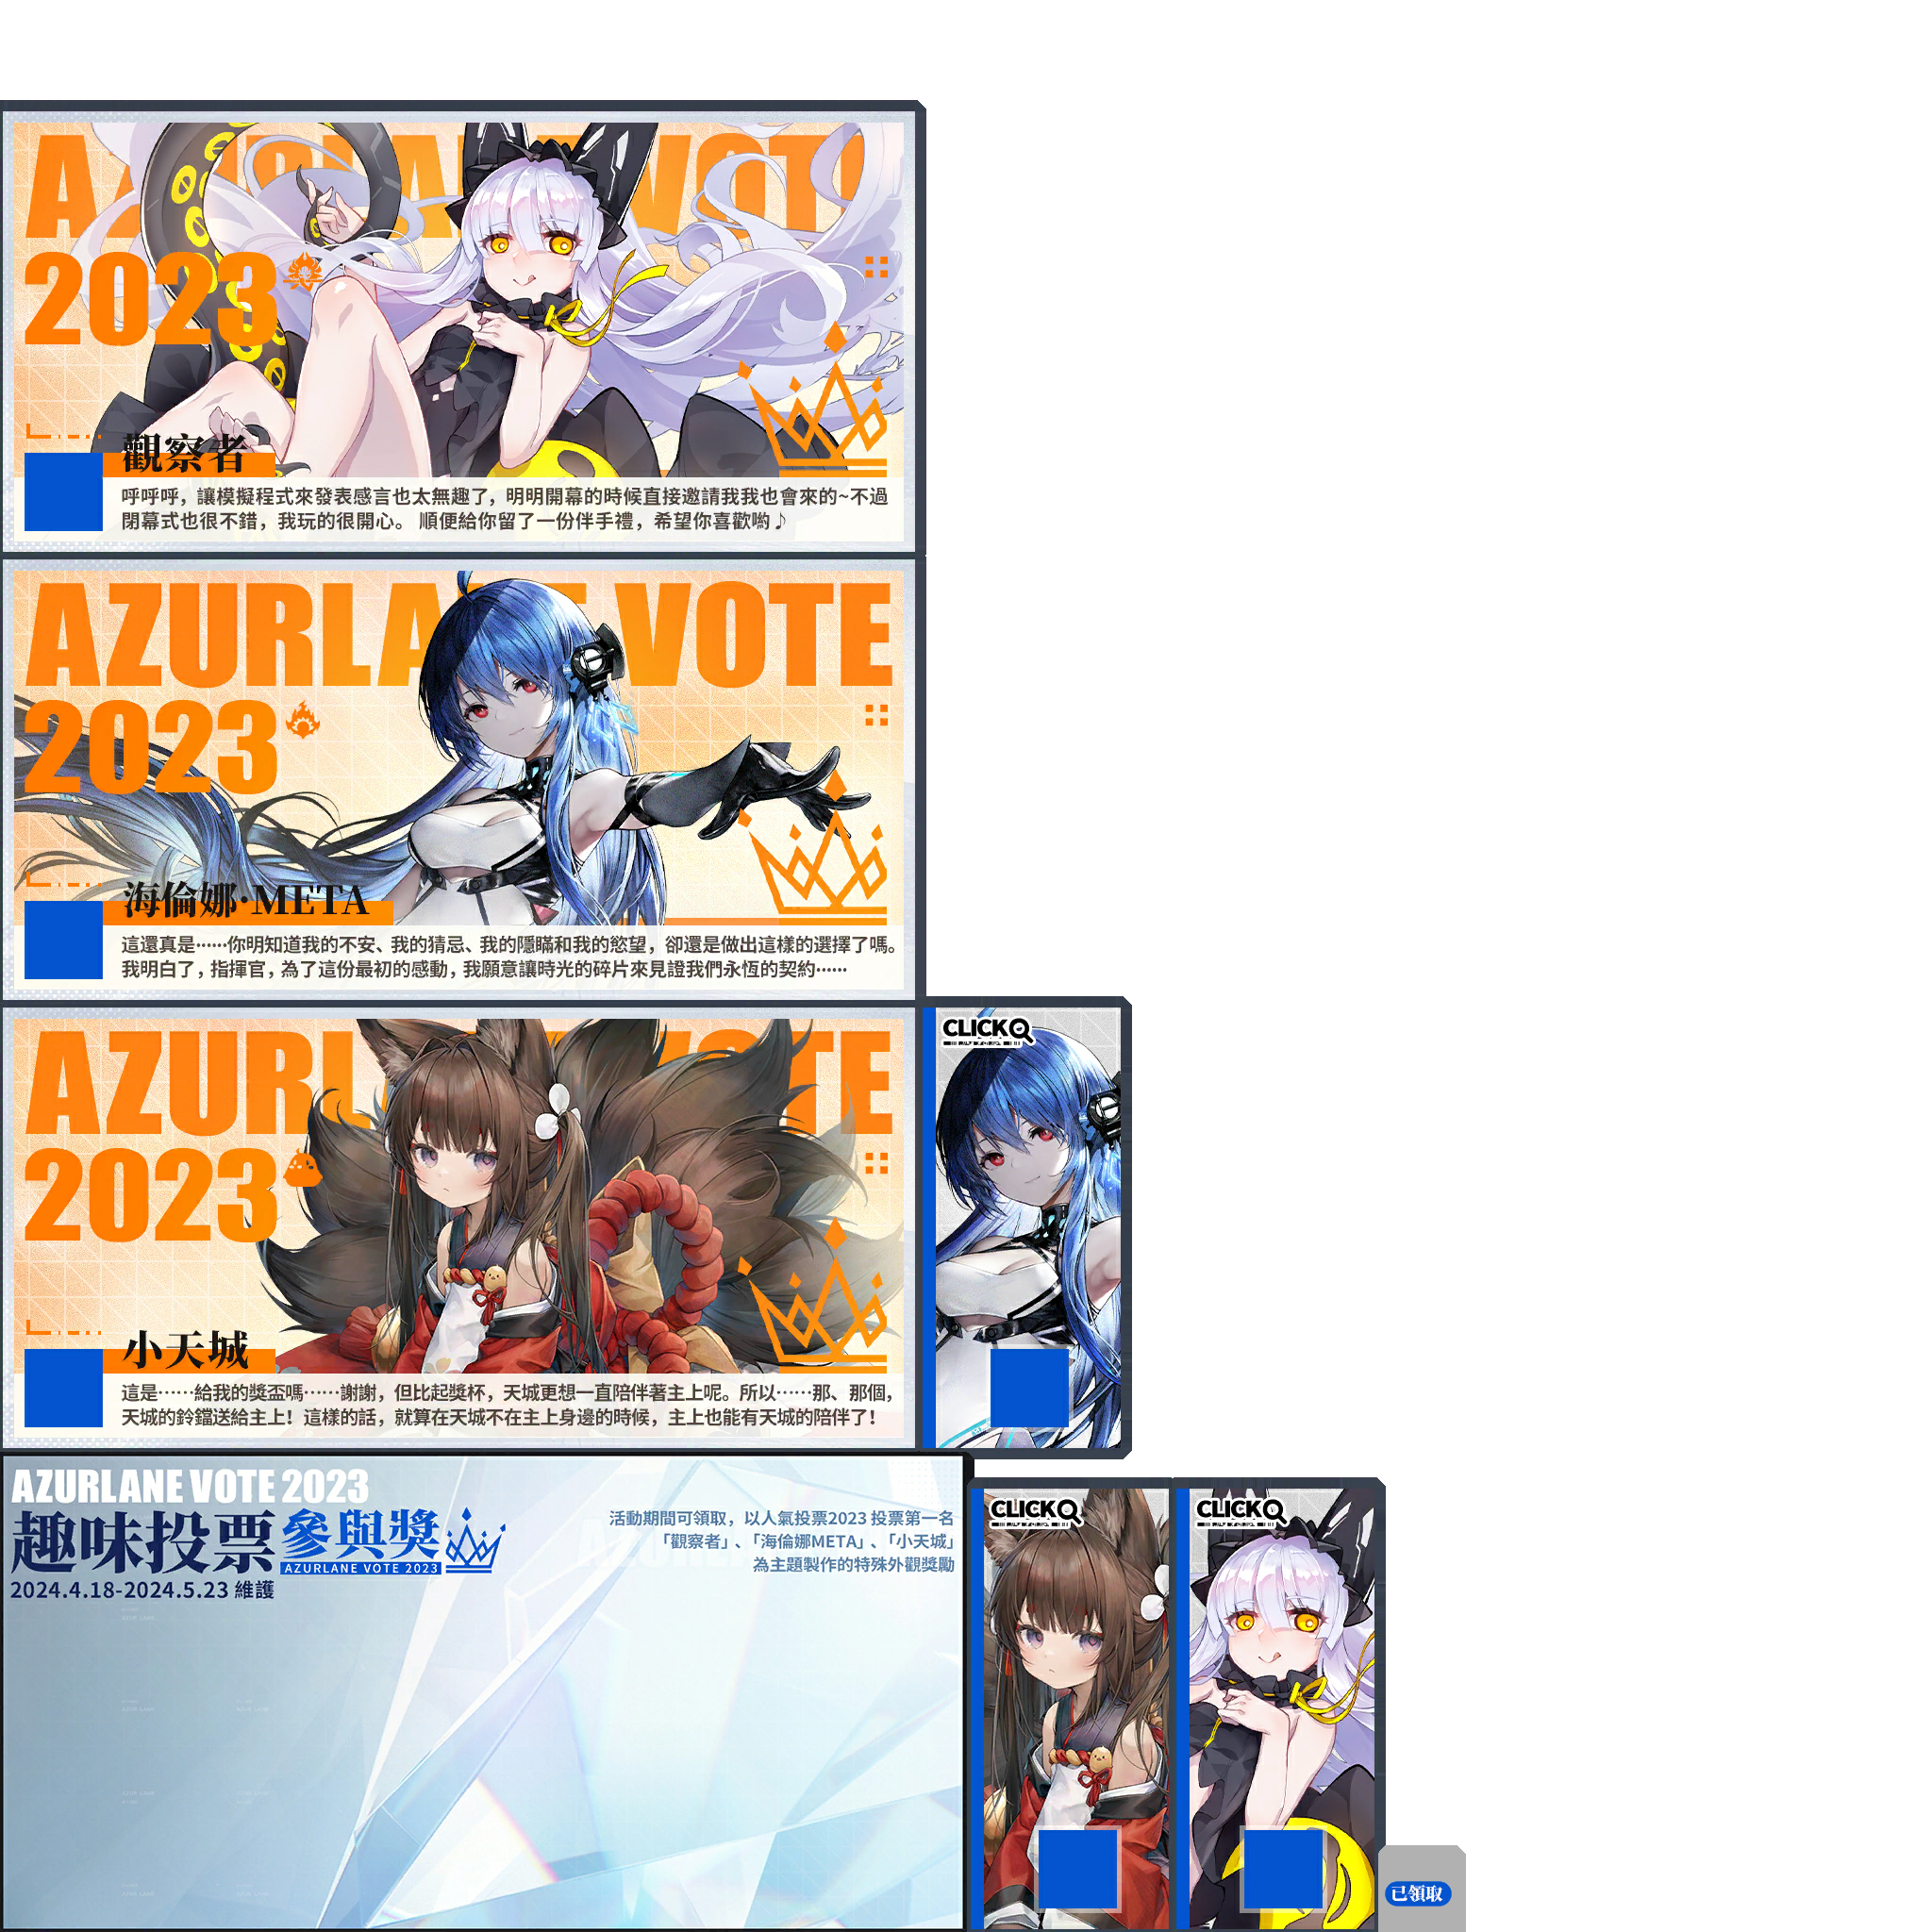 AZURLANE VOTE
2023
觀察者
呼呼呼，讓模擬程式來發表感言也太無趣了，明明開幕的時候直接邀請我我也會來的~不過
閉幕式也很不錯，我玩的很開心。 順便給你留了一份伴手禮，希望你喜歡喲♪
AZURLANE VOTE
2023
海倫娜·META
這還真是······你明知道我的不安、我的猜忌、我的隱瞞和我的慾望，卻還是做出這樣的選擇了嗎。
我明白了，指揮官，為了這份最初的感動，我願意讓時光的碎片來見證我們永恆的契約······
AZURLANE VOTE
2023
小天城
這是······給我的獎盃嗎······謝謝，但比起獎杯，天城更想一直陪伴著主上呢。所以······那、那個，
天城的鈴鐺送給主上！這樣的話，就算在天城不在主上身邊的時候，主上也能有天城的陪伴了！
CLICK
AZURLANE VOTE 2023
趣味投票參與獎
AZURLANE VOTE 2023
2024.4.18-2024.5.23 維護
活動期間可領取，以人氣投票2023 投票第一名
「觀察者」、「海倫娜META」、「小天城」
為主題製作的特殊外觀獎勵
CLICK
CLICK
已領取